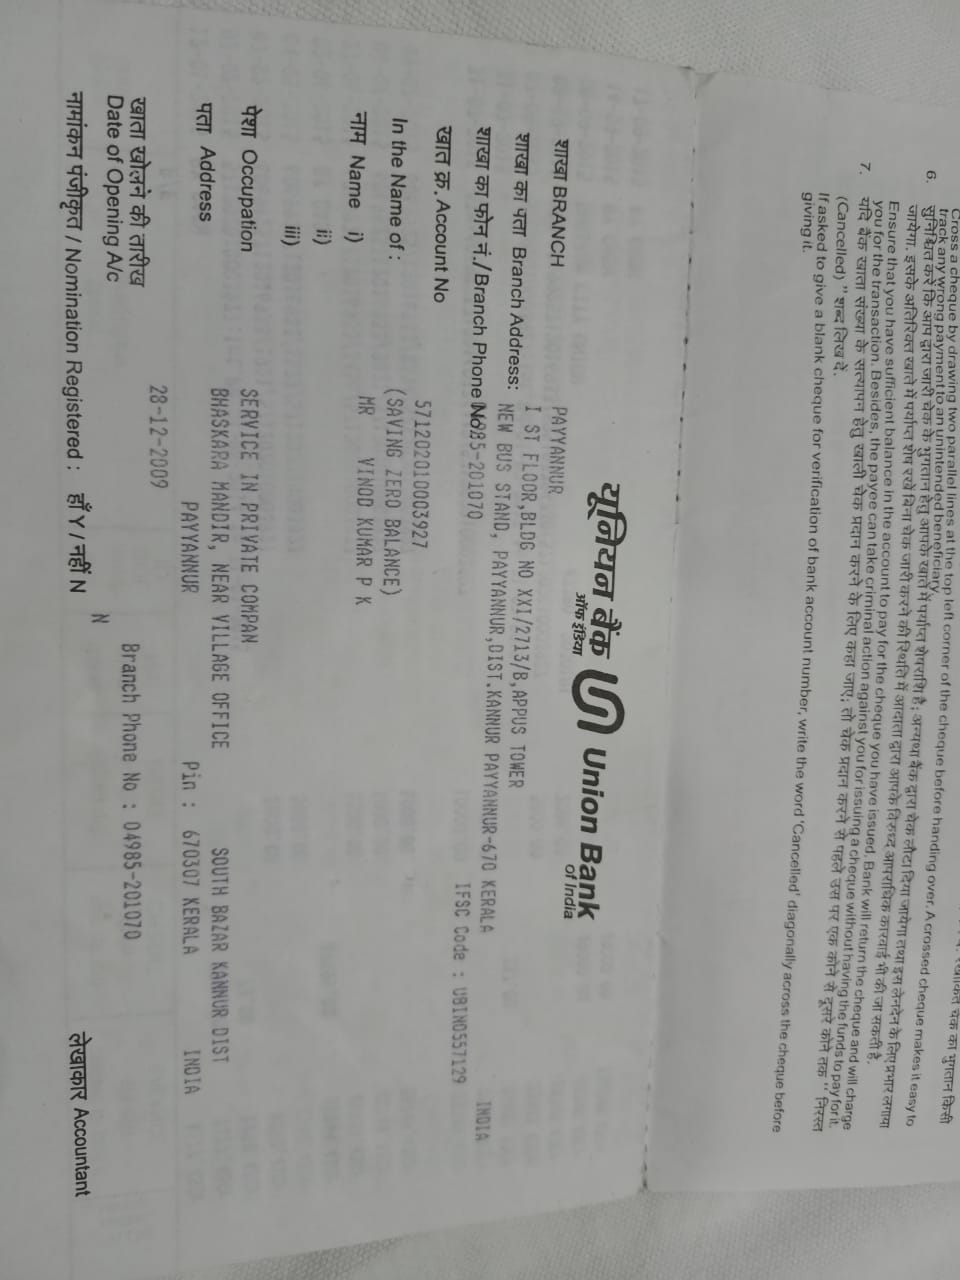 Cross a cheque by drawing two parallel lines at the top left corner of the cheque before handing over. A crossed cheque makes it easy to
track any wrong payment to an unintended beneficiary.
6. सुनिश्चित करें कि आप द्वारा जारी चेक के भुगतान हेतु आपके खाते में पर्याप्त शेषराशि है; अन्यथा बैंक द्वारा चेक लौटा दिया जायेगा तथा इस लेनदेन के लिए प्रभार लगाया
जायेगा. इसके अतिरिक्त खाते में पर्याप्त शेष रखे बिना चेक जारी करने की स्थिति में आदाता द्वारा आपके विरुध्द आपराधिक कारवाई भी की जा सकती है.
Ensure that you have sufficient balance in the account to pay for the cheque you have issued. Bank will return the cheque and will charge
you for the transaction. Besides, the payee can take criminal action against you for issuing a cheque without having the funds to pay for it.
7. यदि बैंक खाता संख्या के सत्यापन हेतु खाली चेक प्रदान करने के लिए कहा जाए; तो चेक प्रदान करने से पहले उस पर एक कोने से दूसरे कोने तक '' निरस्त
(Cancelled) '' शब्द लिख दें.
If asked to give a blank cheque for verification of bank account number, write the word 'Cancelled' diagonally across the cheque before
giving it.
यूनियन बैंक Union Bank
ऑफ इंडिया of India
शाखा BRANCH PAYYANNUR
शाखा का पता Branch Address: I ST FLOOR,BLDG NO XXI/2713/B,APPUS TOWER
NEW BUS STAND, PAYYANNUR,DIST.KANNUR PAYYANNUR-670 KERALA INDIA
शाखा का फोन नं./Branch Phone No: 04985-201070
IFSC Code : UBIN0557129
खात क्र. Account No 571202010003927
In the Name of : (SAVING ZERO BALANCE)
नाम Name i) MR VINOD KUMAR P K
ii)
iii)
पेशा Occupation SERVICE IN PRIVATE COMPAN
पता Address BHASKARA MANDIR, NEAR VILLAGE OFFICE SOUTH BAZAR KANNUR DIST
PAYYANNUR Pin : 670307 KERALA INDIA
खाता खोलने की तारीख 28-12-2009
Date of Opening A/c
Branch Phone No : 04985-201070
नामांकन पंजीकृत / Nomination Registered : हाँ Y / नहीं N N
लेखाकार Accountant